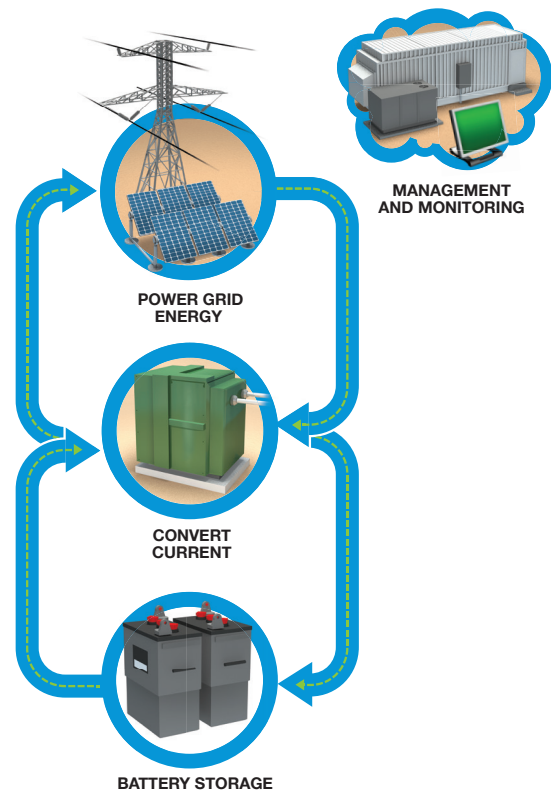 MANAGEMENT
AND MONITORING
POWER GRID
ENERGY
CONVERT
CURRENT
BATTERY STORAGE